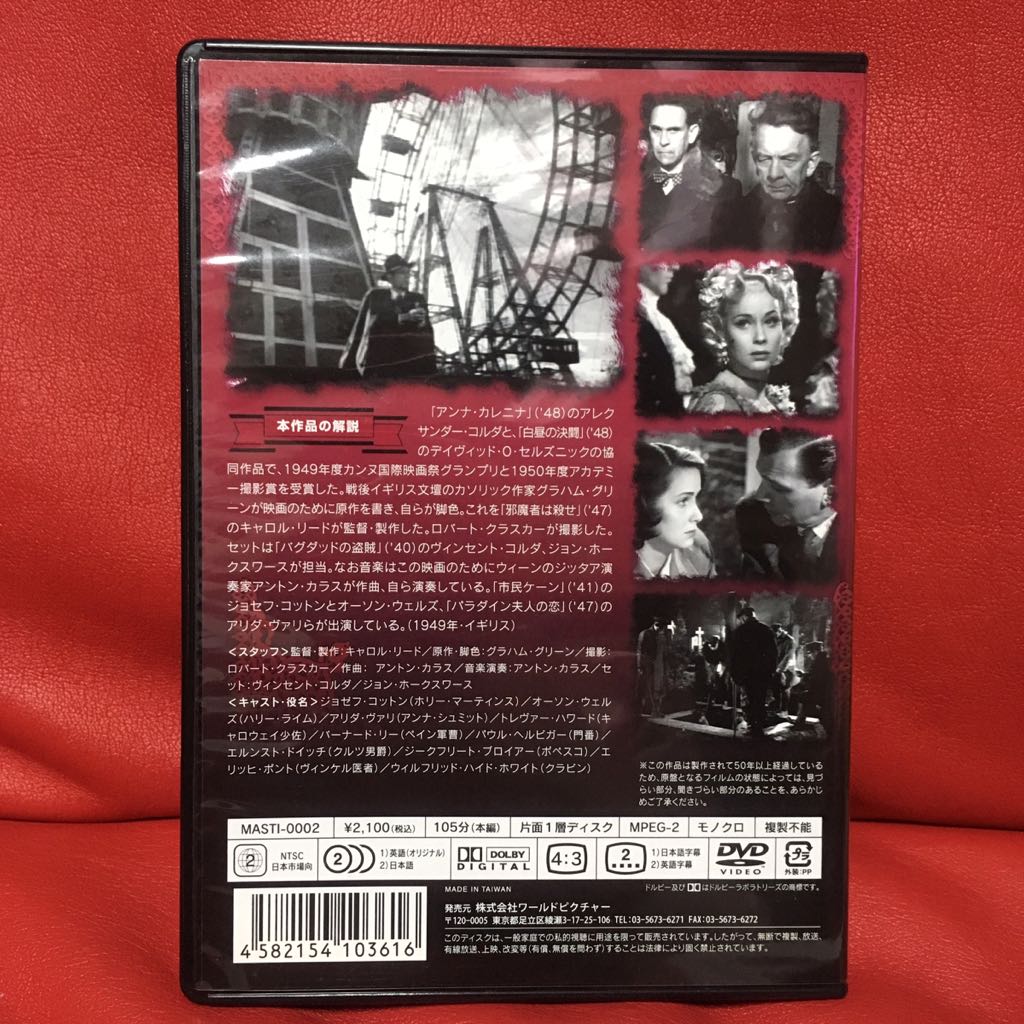 本作品の解説
「アンナ・カレニナ」('48)のアレク
サンダー・コルダと、「白昼の決闘」('48)
のデイヴィッド・O・セルズニックの協
同作品で、1949年度カンヌ国際映画祭グランプリと1950年度アカデミ
ー撮影賞を受賞した。戦後イギリス文壇のカソリック作家グラハム・グリ
ーンが映画のために原作を書き、自らが脚色。これを「邪魔者は殺せ」('47)
のキャロル・リードが監督・製作した。ロバート・クラスカーが撮影した。
セットは「バグダッドの盗賊」('40)のヴィンセント・コルダ、ジョン・ホー
クスワースが担当。なお音楽はこの映画のためにウィーンのジッタア演
奏家アントン・カラスが作曲、自ら演奏している。「市民ケーン」('41)の
ジョセフ・コットンとオーソン・ウェルズ、「パラダイン夫人の恋」('47)の
アリダ・ヴァリらが出演している。(1949年・イギリス)
<スタッフ>監督・製作:キャロル・リード/原作・脚色:グラハム・グリーン/撮影:
ロバート・クラスカー/作曲: アントン・カラス/音楽演奏:アントン・カラス/セ
ット:ヴィンセント・コルダ/ジョン・ホークスワース
<キャスト・役名>ジョゼフ・コットン(ホリー・マーティンス)/オーソン・ウェル
ズ(ハリー・ライム)/アリダ・ヴァリ(アンナ・シュミット)/トレヴァー・ハワード(キ
ャロウェイ少佐)/バーナード・リー(ペイン軍曹)/パウル・ヘルビガー(門番)/
エルンスト・ドイッチ(クルツ男爵)/ジークフリート・ブロイアー(ポペスコ)/エ
リッヒ・ポント(ヴィンケル医者)/ウィルフリッド・ハイド・ホワイト(クラビン)
※この作品は製作されて50年以上経過している
ため、原盤となるフィルムの状態によっては、見づ
らい部分、聞きづらい部分のあることを、あらかじ
めご了承ください。
MASTI-0002 ¥2,100(税込) 105分(本編) 片面1層ディスク MPEG-2 モノクロ 複製不能
2 NTSC 日本市場向 2 1)英語(オリジナル) 2)日本語 DOLBY DIGITAL 4:3 2 1)日本語字幕 2)英語字幕 DVD VIDEO プラ 外装:PP
ドルビー及びはドルビーラボラトリーズの商標です。
MADE IN TAIWAN
発売元 株式会社ワールドピクチャー
〒120-0005 東京都足立区綾瀬3-17-25-106 TEL:03-5673-6271 FAX:03-5673-6272
このディスクは、一般家庭での私的視聴に用途を限って販売されています。したがって、無断で複製、放送、
有線放送、上映、改変等(有償、無償を問わず)することは法律により固く禁止されています。
4 582154 103616